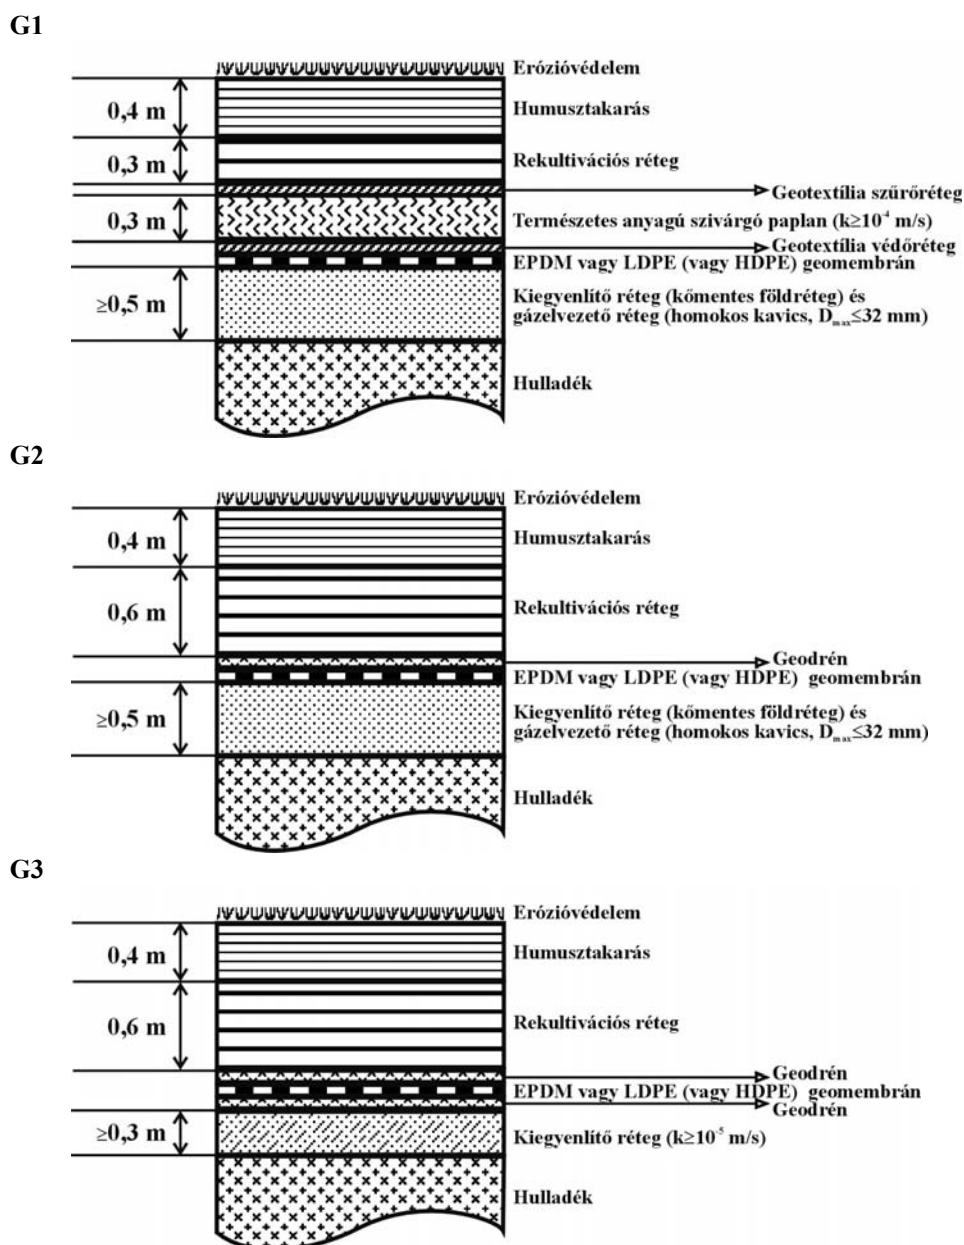 G1
Erózióvédelem
0,4 m
Humusztakarás
0,3 m
Rekultivációs réteg
Geotextília szűrőréteg
0,3 m
Természetes anyagú szivárgó paplan (k≥10⁻⁴ m/s)
Geotextília védőréteg
EPDM vagy LDPE (vagy HDPE) geomembrán
≥0,5 m
Kiegyenlítő réteg (kőmentes földréteg) és
gázelvezető réteg (homokos kavics, Dmax≤32 mm)
Hulladék
G2
Erózióvédelem
0,4 m
Humusztakarás
0,6 m
Rekultivációs réteg
Geodrén
EPDM vagy LDPE (vagy HDPE) geomembrán
≥0,5 m
Kiegyenlítő réteg (kőmentes földréteg) és
gázelvezető réteg (homokos kavics, Dmax≤32 mm)
Hulladék
G3
Erózióvédelem
0,4 m
Humusztakarás
0,6 m
Rekultivációs réteg
Geodrén
EPDM vagy LDPE (vagy HDPE) geomembrán
Geodrén
≥0,3 m
Kiegyenlítő réteg (k≥10⁻⁵ m/s)
Hulladék